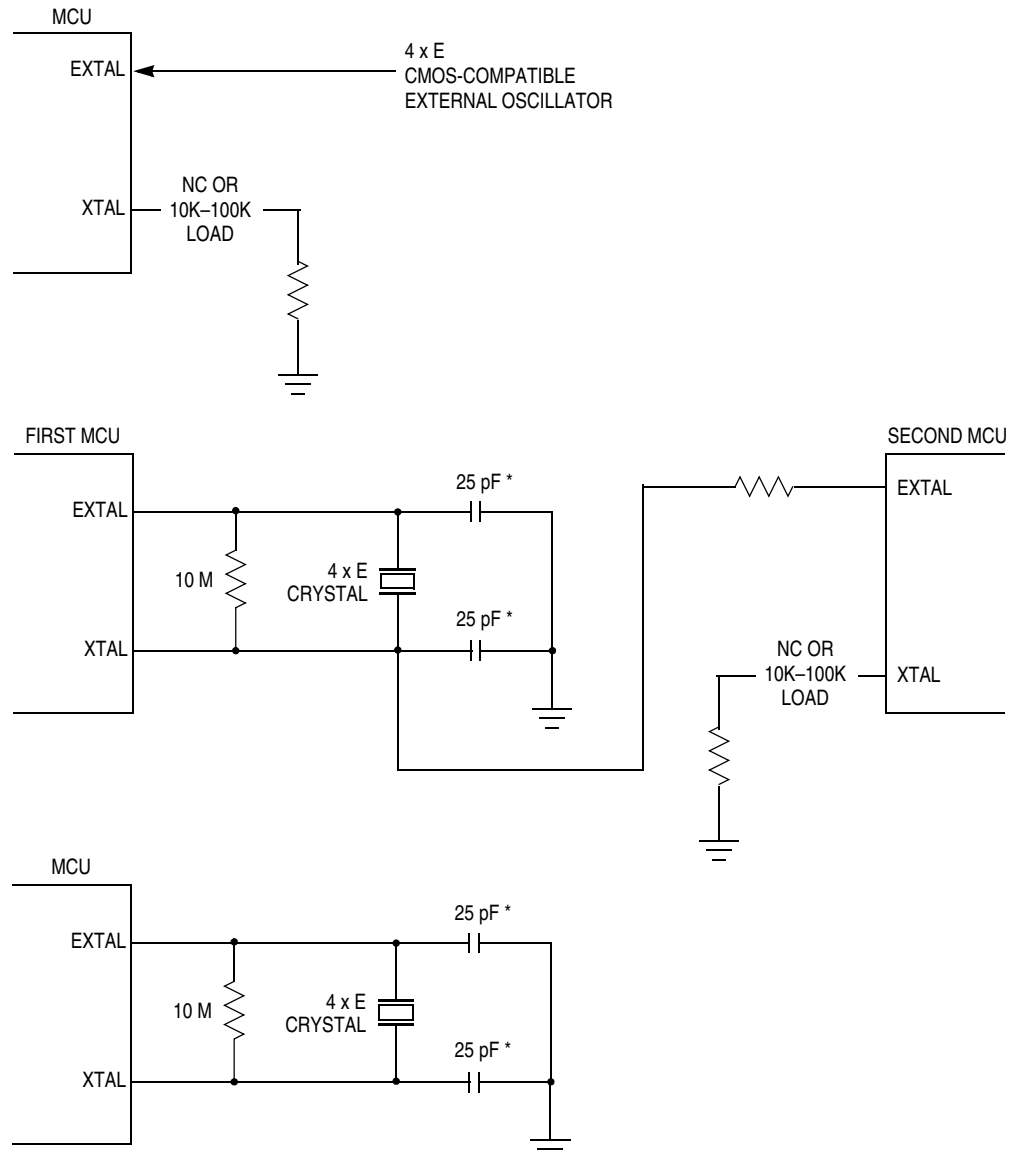 MCU
EXTAL
4 x E
CMOS-COMPATIBLE
EXTERNAL OSCILLATOR
XTAL
NC OR
10K–100K
LOAD
FIRST MCU
SECOND MCU
EXTAL
25 pF *
EXTAL
10 M
4 x E
CRYSTAL
25 pF *
XTAL
NC OR
10K–100K
LOAD
XTAL
MCU
EXTAL
25 pF *
10 M
4 x E
CRYSTAL
25 pF *
XTAL